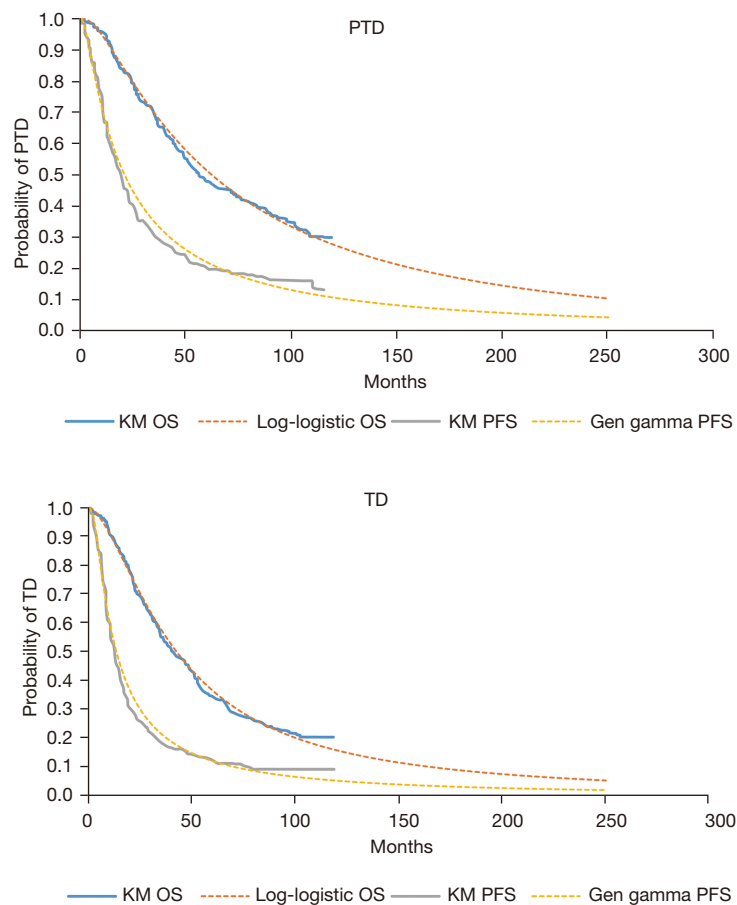 PTD
Probability of PTD
1.0
0.9
0.8
0.7
0.6
0.5
0.4
0.3
0.2
0.1
0.0
0 50 100 150 200 250 300
Months
KM OS Log-logistic OS KM PFS Gen gamma PFS
TD
Probability of TD
1.0
0.9
0.8
0.7
0.6
0.5
0.4
0.3
0.2
0.1
0.0
0 50 100 150 200 250 300
Months
KM OS Log-logistic OS KM PFS Gen gamma PFS